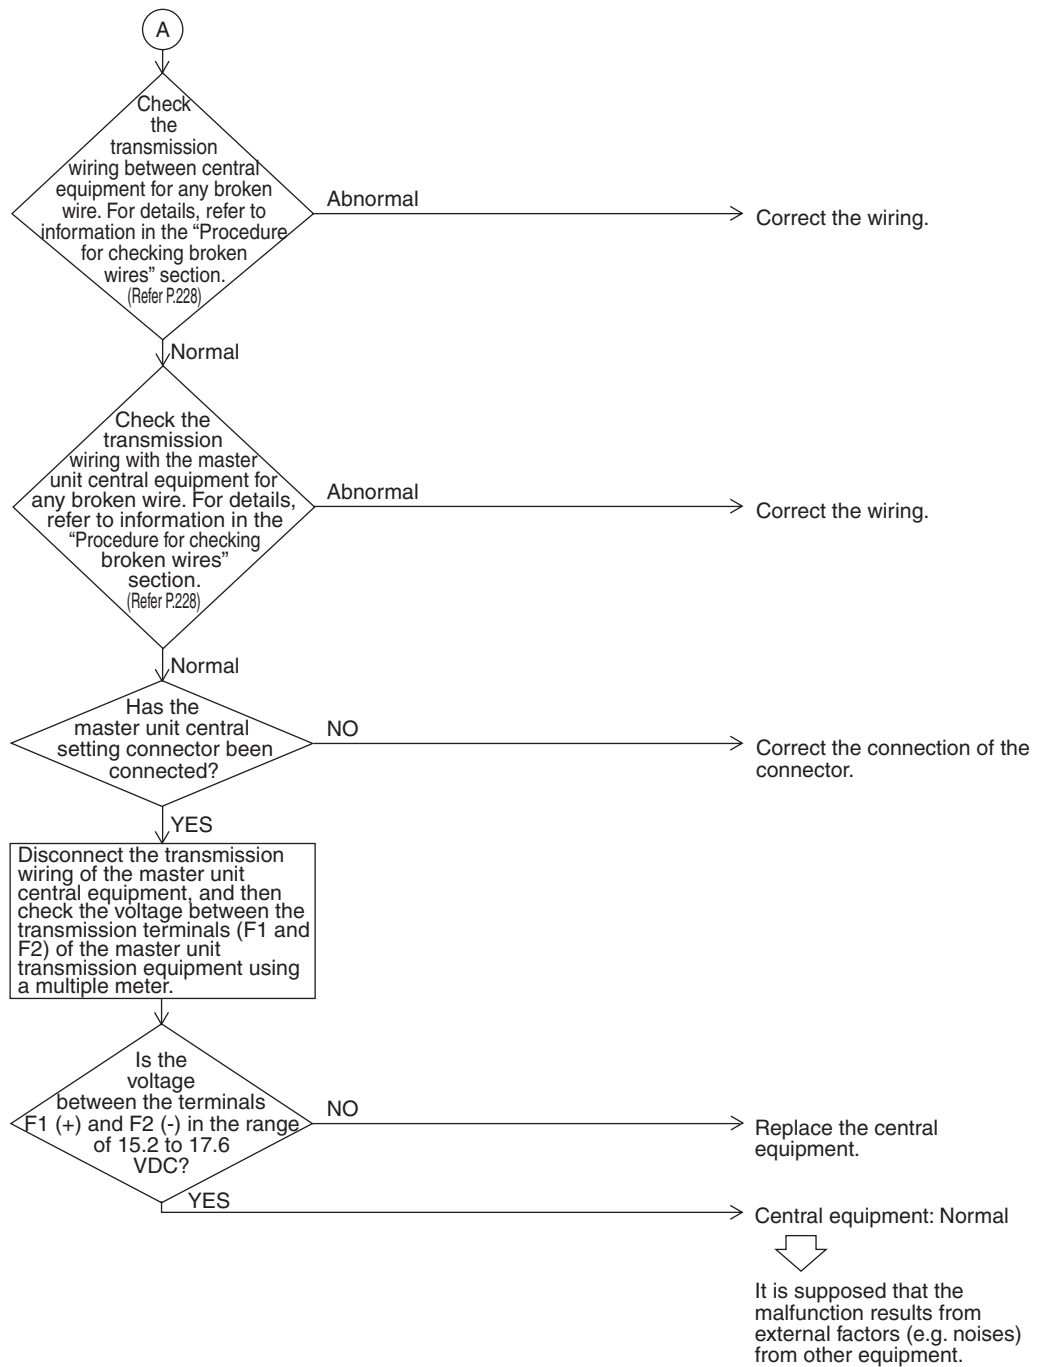 A
Check
the
transmission
wiring between central
equipment for any broken
wire. For details, refer to
information in the “Procedure
for checking broken
wires” section.
(Refer P.228)
Abnormal
Correct the wiring.
Normal
Check the
transmission
wiring with the master
unit central equipment for
any broken wire. For details,
refer to information in the
“Procedure for checking
broken wires”
section.
(Refer P.228)
Abnormal
Correct the wiring.
Normal
Has the
master unit central
setting connector been
connected?
NO
Correct the connection of the
connector.
YES
Disconnect the transmission
wiring of the master unit
central equipment, and then
check the voltage between the
transmission terminals (F1 and
F2) of the master unit
transmission equipment using
a multiple meter.
Is the
voltage
between the terminals
F1 (+) and F2 (-) in the range
of 15.2 to 17.6
VDC?
NO
Replace the central
equipment.
YES
Central equipment: Normal
It is supposed that the
malfunction results from
external factors (e.g. noises)
from other equipment.